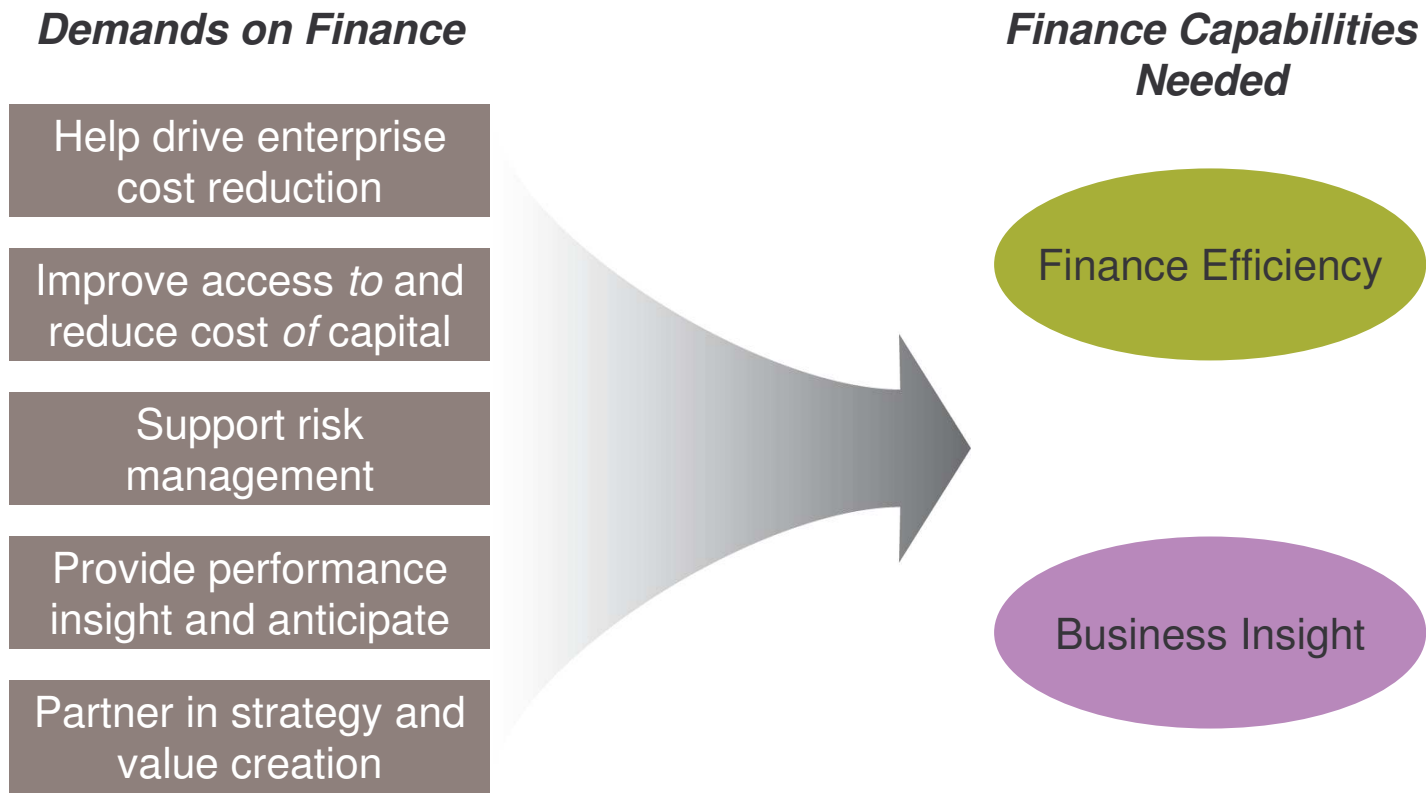 Demands on Finance
Help drive enterprise
cost reduction
Improve access to and
reduce cost of capital
Support risk
management
Provide performance
insight and anticipate
Partner in strategy and
value creation
Finance Capabilities
Needed
Finance Efficiency
Business Insight